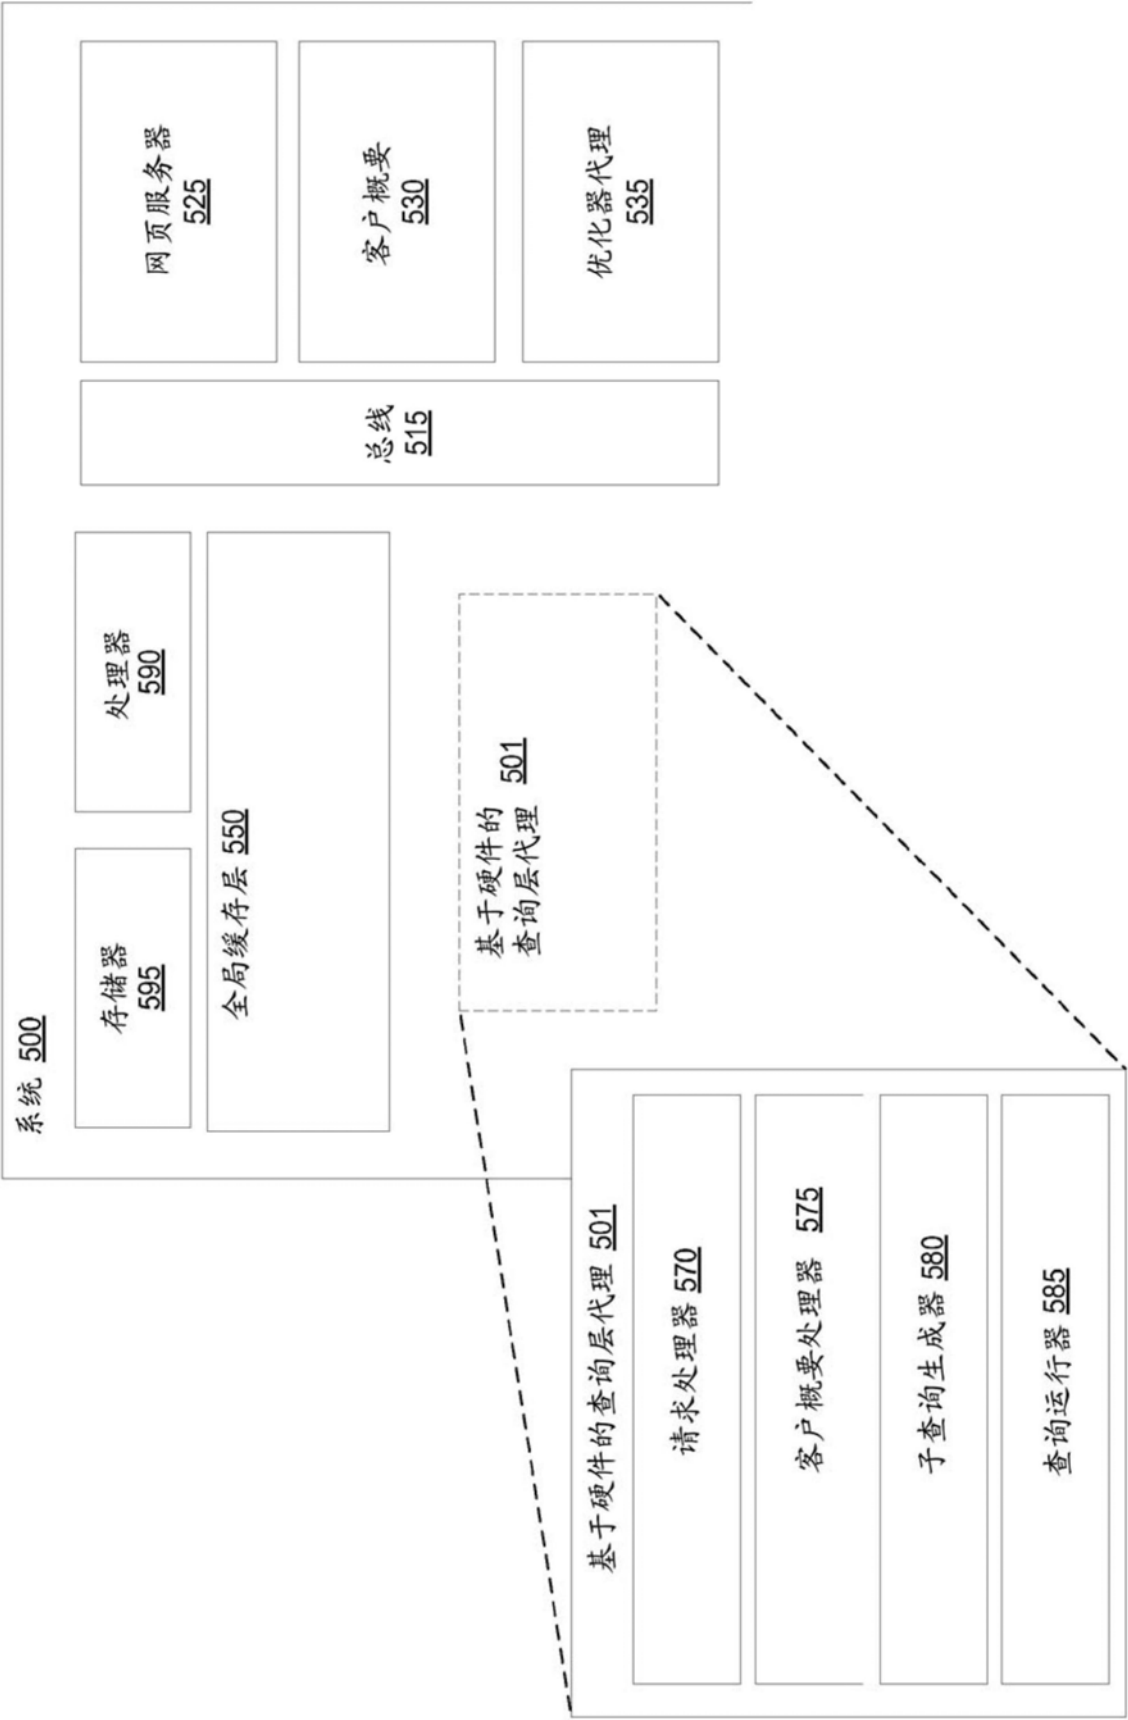 系统 500
存储器
595
处理器
590
全局缓存层 550
基于硬件的
查询层代理
501
总线
515
网页服务器
525
客户概要
530
优化器代理
535
基于硬件的查询层代理 501
请求处理器 570
客户概要处理器 575
子查询生成器 580
查询运行器 585